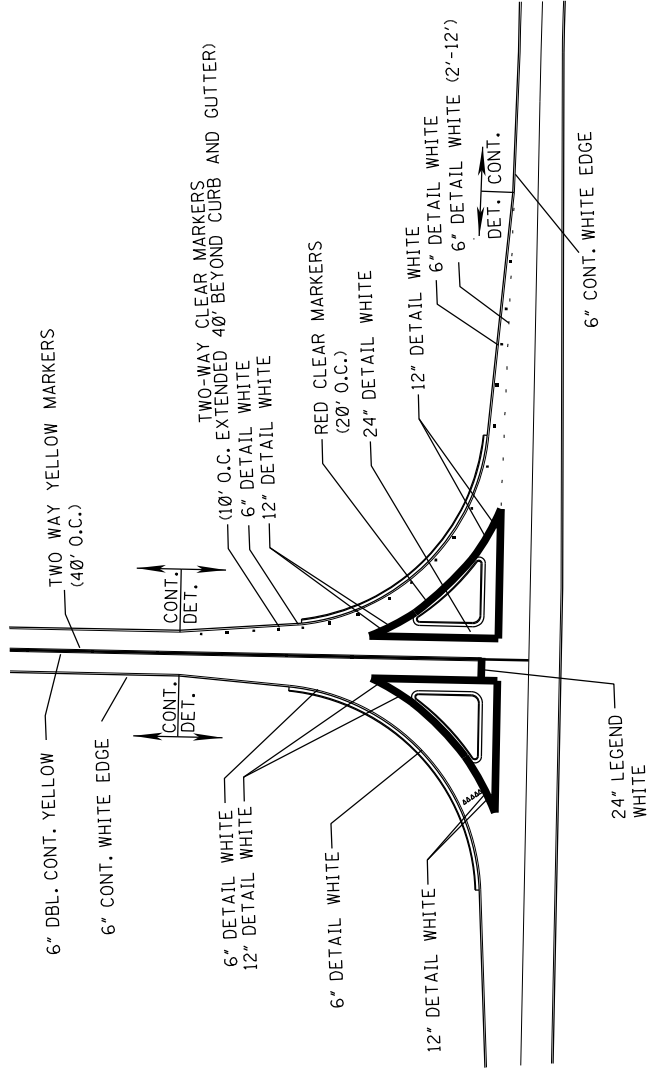 6" DBL. CONT. YELLOW
TWO WAY YELLOW MARKERS
(40' O.C.)
6" CONT. WHITE EDGE
CONT.
DET.
CONT.
DET.
TWO-WAY CLEAR MARKERS
(10' O.C. EXTENDED 40' BEYOND CURB AND GUTTER)
6" DETAIL WHITE
12" DETAIL WHITE
6" DETAIL WHITE
12" DETAIL WHITE
RED CLEAR MARKERS
(20' O.C.)
24" DETAIL WHITE
6" DETAIL WHITE
12" DETAIL WHITE
12" DETAIL WHITE
6" DETAIL WHITE
6" DETAIL WHITE (2'-12')
DET.
CONT.
6" CONT. WHITE EDGE
24" LEGEND
WHITE